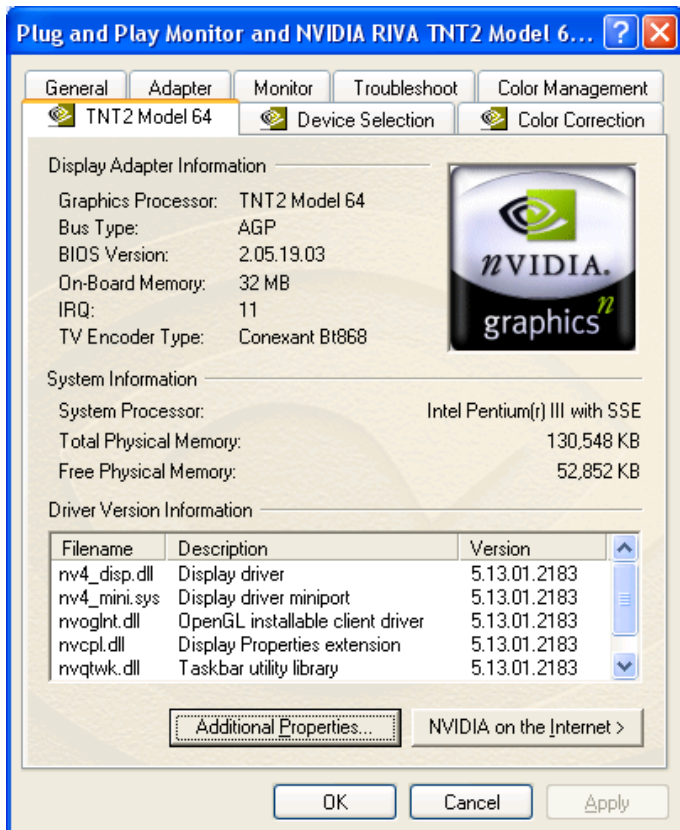 Plug and Play Monitor and NVIDIA RIVA TNT2 Model 6...
General Adapter Monitor Troubleshoot Color Management
TNT2 Model 64 Device Selection Color Correction
Display Adapter Information
Graphics Processor: TNT2 Model 64
Bus Type: AGP
BIOS Version: 2.05.19.03
On-Board Memory: 32 MB
IRQ: 11
TV Encoder Type: Conexant Bt868
nVIDIA.
graphics n
System Information
System Processor: Intel Pentium(r) III with SSE
Total Physical Memory: 130,548 KB
Free Physical Memory: 52,852 KB
Driver Version Information
Filename Description Version
nv4_disp.dll Display driver 5.13.01.2183
nv4_mini.sys Display driver miniport 5.13.01.2183
nvoglnt.dll OpenGL installable client driver 5.13.01.2183
nvcpl.dll Display Properties extension 5.13.01.2183
nvqtwk.dll Taskbar utility library 5.13.01.2183
Additional Properties... NVIDIA on the Internet >
OK Cancel Apply